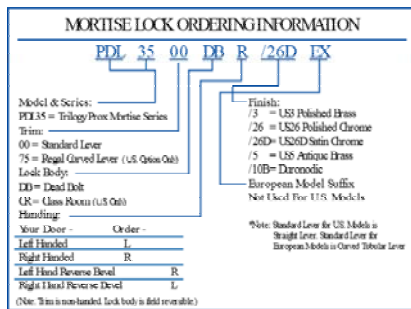 MORTISE LOCK ORDERING INFORMATION
PDL 35 00 DB R /26D EX
Model & Series:
PDL35 = Trilogy Prox Mortise Series
Trim:
00 = Standard Lever
75 = Regal Curved Lever (U.S. Option Only)
Lock Body:
DB = Dead Bolt
CR = Class Room (U.S. Only)
Handing:
Your Door - Order -
Left Handed L
Right Handed R
Left Hand Reverse Bevel R
Right Hand Reverse Bevel L
(Note: Trim is non-handed. Lock body is field reversible.)
Finish:
/3 = US3 Polished Brass
/26 = US26 Polished Chrome
/26D = US26D Satin Chrome
/5 = US5 Antique Brass
/10B = Duronodic
European Model Suffix
Not Used For U.S. Models
*Note: Standard Lever for U.S. Models is
Straight Lever. Standard Lever for
European Models is Curved Tubular Lever